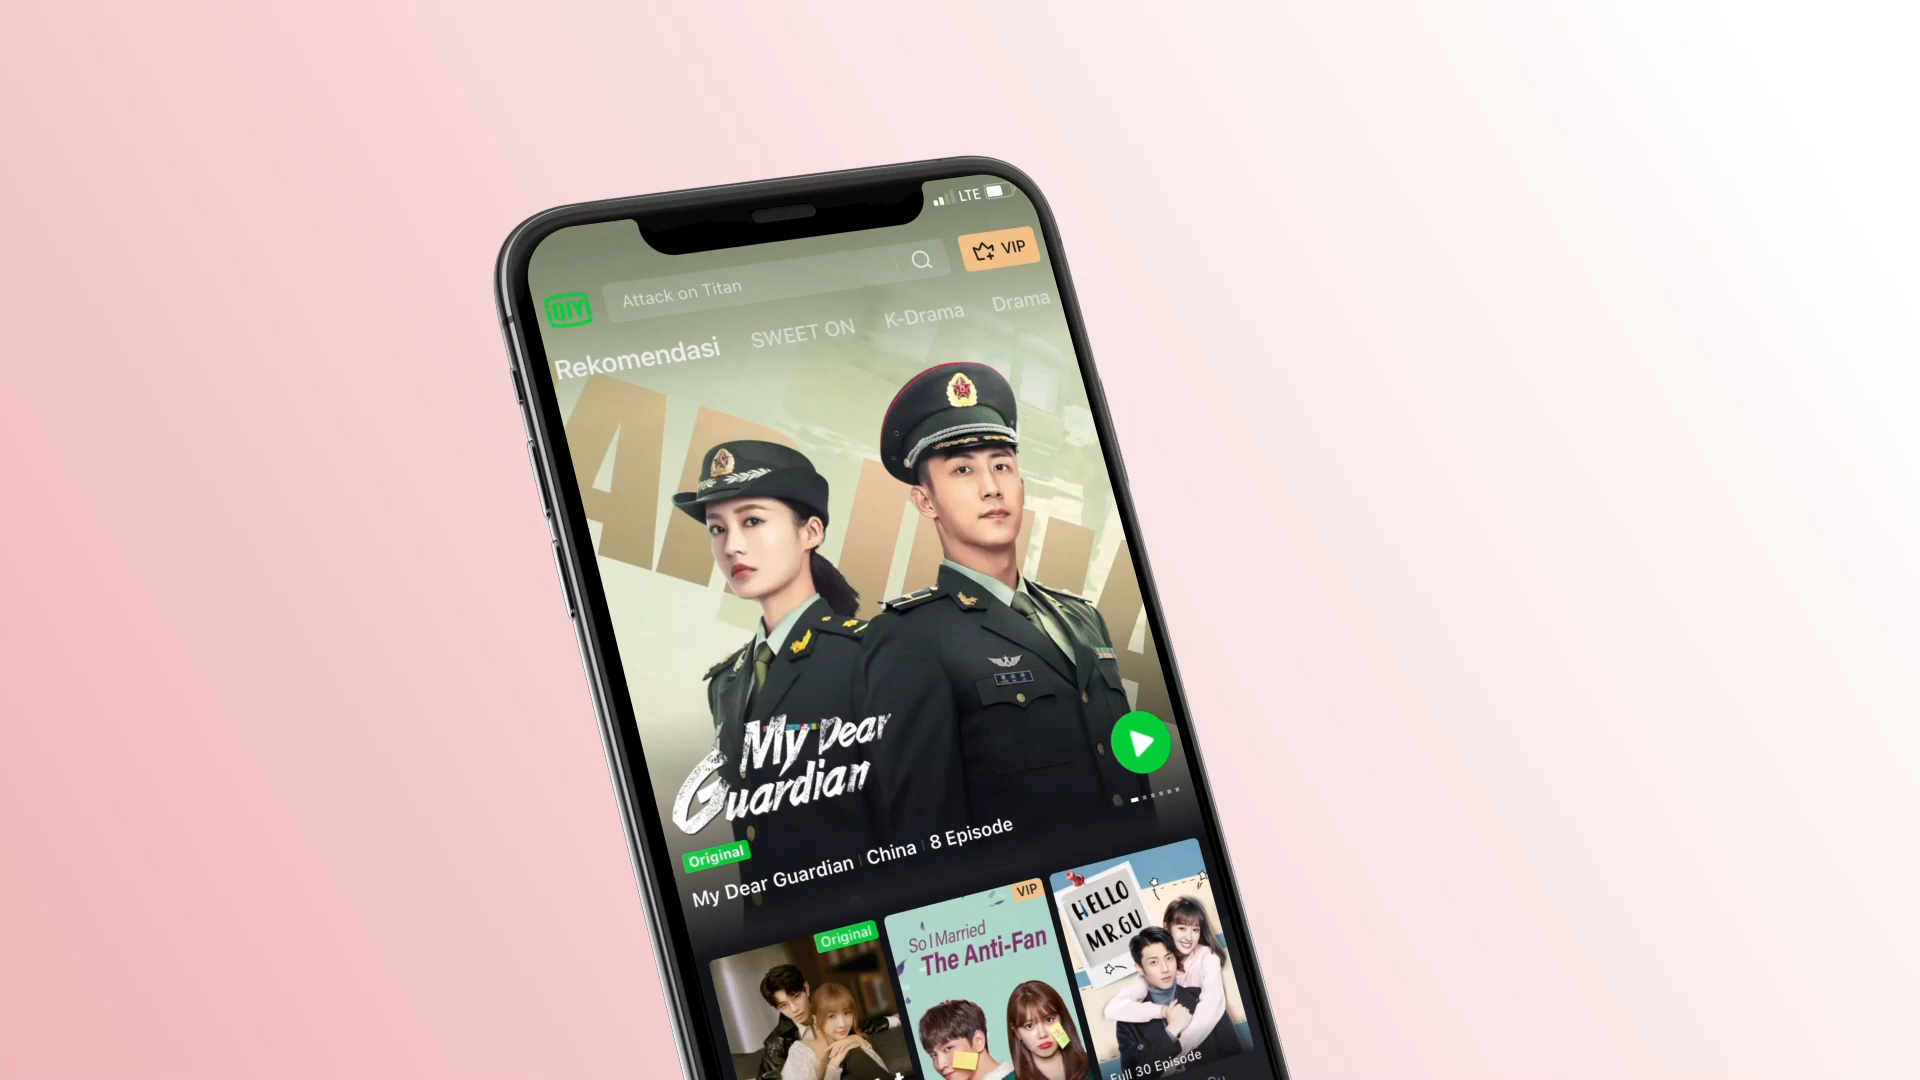 LTE
QIY
Attack on Titan
VIP
Rekomendasi
SWEET ON
K-Drama
Drama
My Dear
Guardian
Original
My Dear Guardian
China
8 Episode
Original
VIP
So I Married
The Anti-Fan
HELLO
MR.GU
Full 30 Episode